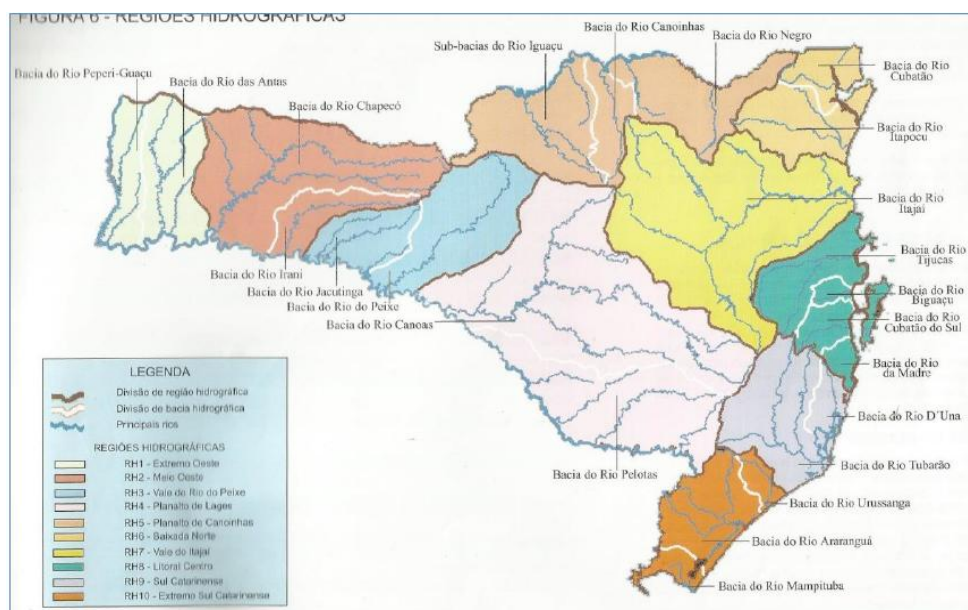 FIGURA 6 - REGIÕES HIDROGRÁFICAS
Bacia do Rio Peperi-Guaçu
Bacia do Rio das Antas
Bacia do Rio Chapecó
Sub-bacias do Rio Iguaçu
Bacia do Rio Canoinhas
Bacia do Rio Negro
Bacia do Rio
Cubatão
Bacia do Rio
Itapocu
Bacia do Rio
Itajaí
Bacia do Rio
Tijucas
Bacia do Rio
Biguaçu
Bacia do Rio
Cubatão do Sul
Bacia do Rio
da Madre
Bacia do Rio D'Una
Bacia do Rio Tubarão
Bacia do Rio Urussanga
Bacia do Rio Araranguá
Bacia do Rio Mampituba
Bacia do Rio Irani
Bacia do Rio Jacutinga
Bacia do Rio do Peixe
Bacia do Rio Canoas
Bacia do Rio Pelotas
LEGENDA
Divisão de região hidrográfica
Divisão de bacia hidrográfica
Principais rios
REGIÕES HIDROGRÁFICAS
RH1 - Extremo Oeste
RH2 - Meio Oeste
RH3 - Vale do Rio do Peixe
RH4 - Planalto de Lages
RH5 - Planalto de Canoinhas
RH6 - Baixada Norte
RH7 - Vale do Itajaí
RH8 - Litoral Centro
RH9 - Sul Catarinense
RH10 - Extremo Sul Catarinense